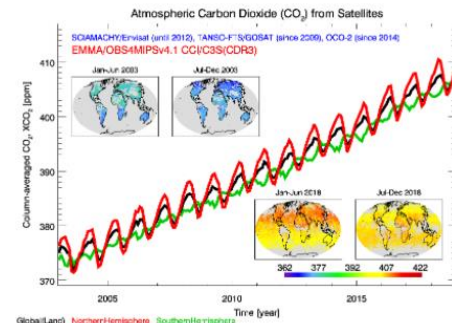 Atmospheric Carbon Dioxide (CO₂) from Satellites
SCIAMACHY/Envisat (until 2012), TANSO-FTS/GOSAT (since 2009), OCO-2 (since 2014)
EMMA/OBS4MIPSv4.1 CCI/C3S(CDR3)
Jan-Jun 2003
Jul-Dec 2003
Column-averaged CO₂, XCO₂ [ppm]
410
400
390
380
370
Jan-Jun 2018
Jul-Dec 2018
362 377 392 407 422
2005 2010 2015
Time [year]
Global(Land) NorthernHemisphere SouthernHemisphere